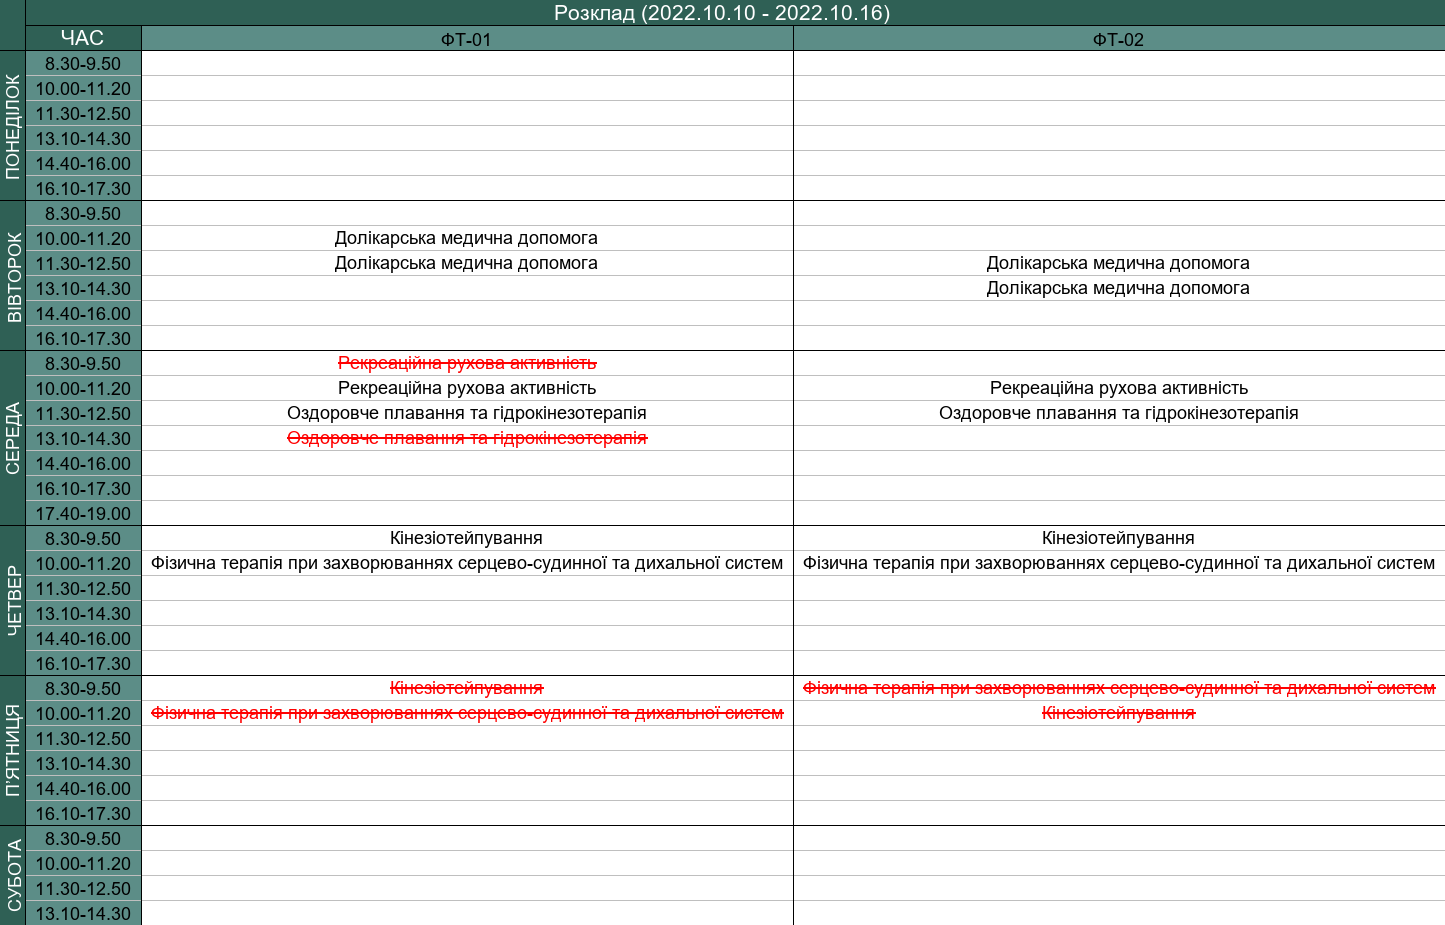 Розклад (2022.10.10 - 2022.10.16)
ЧАС ФТ-01 ФТ-02
ПОНЕДІЛОК
8.30-9.50
10.00-11.20
11.30-12.50
13.10-14.30
14.40-16.00
16.10-17.30
ВІВТОРОК
8.30-9.50
10.00-11.20 Долікарська медична допомога
11.30-12.50 Долікарська медична допомога Долікарська медична допомога
13.10-14.30 Долікарська медична допомога
14.40-16.00
16.10-17.30
СЕРЕДА
8.30-9.50 Рекреаційна рухова активність
10.00-11.20 Рекреаційна рухова активність Рекреаційна рухова активність
11.30-12.50 Оздоровче плавання та гідрокінезотерапія Оздоровче плавання та гідрокінезотерапія
13.10-14.30 Оздоровче плавання та гідрокінезотерапія
14.40-16.00
16.10-17.30
17.40-19.00
ЧЕТВЕР
8.30-9.50 Кінезіотейпування Кінезіотейпування
10.00-11.20 Фізична терапія при захворюваннях серцево-судинної та дихальної систем Фізична терапія при захворюваннях серцево-судинної та дихальної систем
11.30-12.50
13.10-14.30
14.40-16.00
16.10-17.30
П'ЯТНИЦЯ
8.30-9.50 Кінезіотейпування Фізична терапія при захворюваннях серцево-судинної та дихальної систем
10.00-11.20 Фізична терапія при захворюваннях серцево-судинної та дихальної систем Кінезіотейпування
11.30-12.50
13.10-14.30
14.40-16.00
16.10-17.30
СУБОТА
8.30-9.50
10.00-11.20
11.30-12.50
13.10-14.30